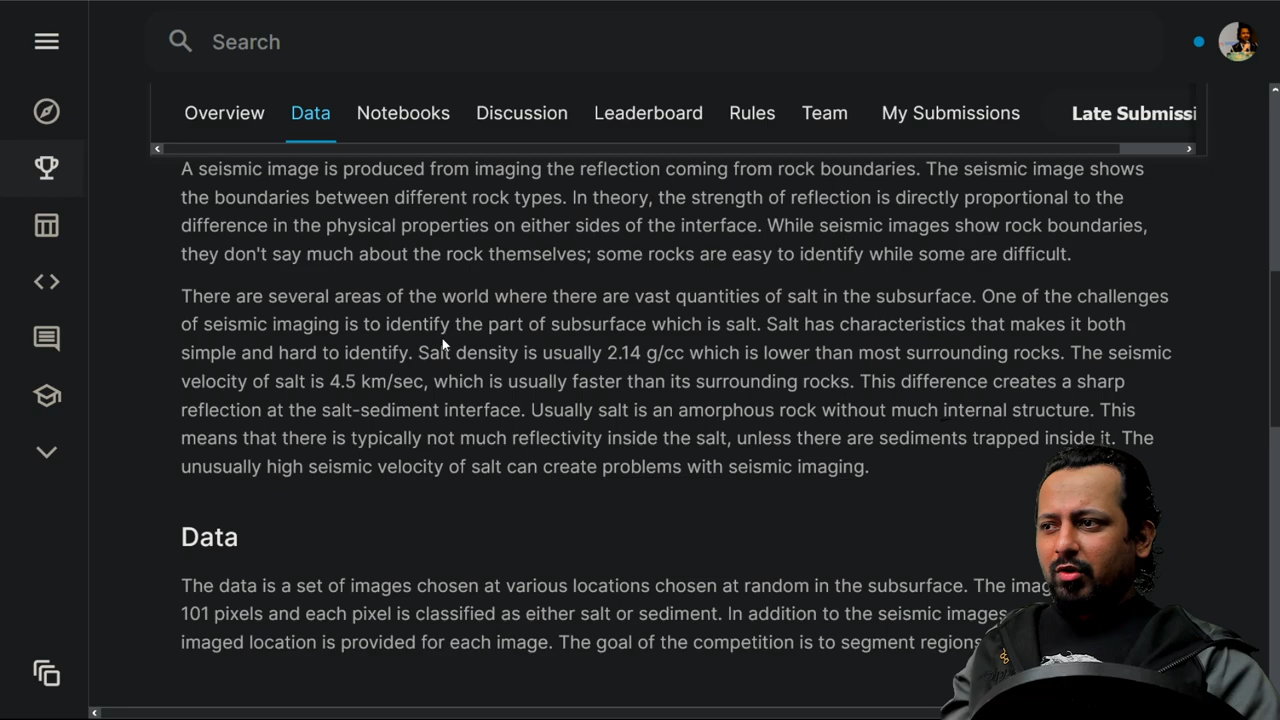 Search
Overview Data Notebooks Discussion Leaderboard Rules Team My Submissions Late Submissi
A seismic image is produced from imaging the reflection coming from rock boundaries. The seismic image shows
the boundaries between different rock types. In theory, the strength of reflection is directly proportional to the
difference in the physical properties on either sides of the interface. While seismic images show rock boundaries,
they don't say much about the rock themselves; some rocks are easy to identify while some are difficult.
There are several areas of the world where there are vast quantities of salt in the subsurface. One of the challenges
of seismic imaging is to identify the part of subsurface which is salt. Salt has characteristics that makes it both
simple and hard to identify. Salt density is usually 2.14 g/cc which is lower than most surrounding rocks. The seismic
velocity of salt is 4.5 km/sec, which is usually faster than its surrounding rocks. This difference creates a sharp
reflection at the salt-sediment interface. Usually salt is an amorphous rock without much internal structure. This
means that there is typically not much reflectivity inside the salt, unless there are sediments trapped inside it. The
unusually high seismic velocity of salt can create problems with seismic imaging.
Data
The data is a set of images chosen at various locations chosen at random in the subsurface. The imag
101 pixels and each pixel is classified as either salt or sediment. In addition to the seismic images
imaged location is provided for each image. The goal of the competition is to segment regions